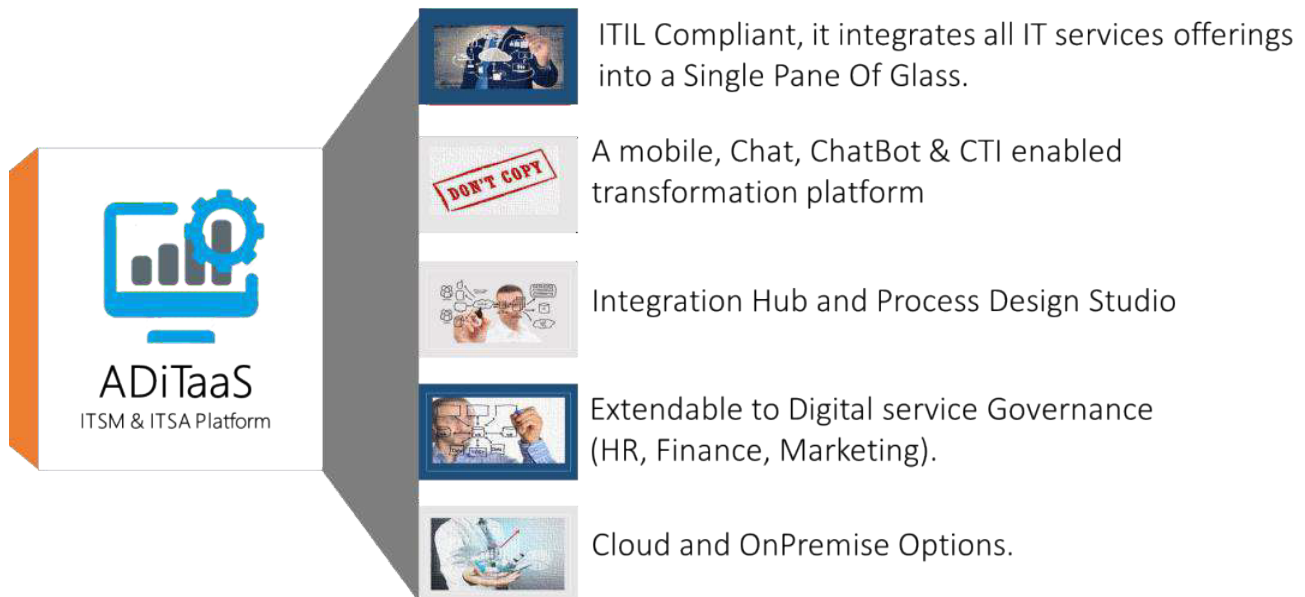 ITIL Compliant, it integrates all IT services offerings
into a Single Pane Of Glass.
DON'T COPY
A mobile, Chat, ChatBot & CTI enabled
transformation platform
Integration Hub and Process Design Studio
ADiTaaS
ITSM & ITSA Platform
Extendable to Digital service Governance
(HR, Finance, Marketing).
Cloud and OnPremise Options.